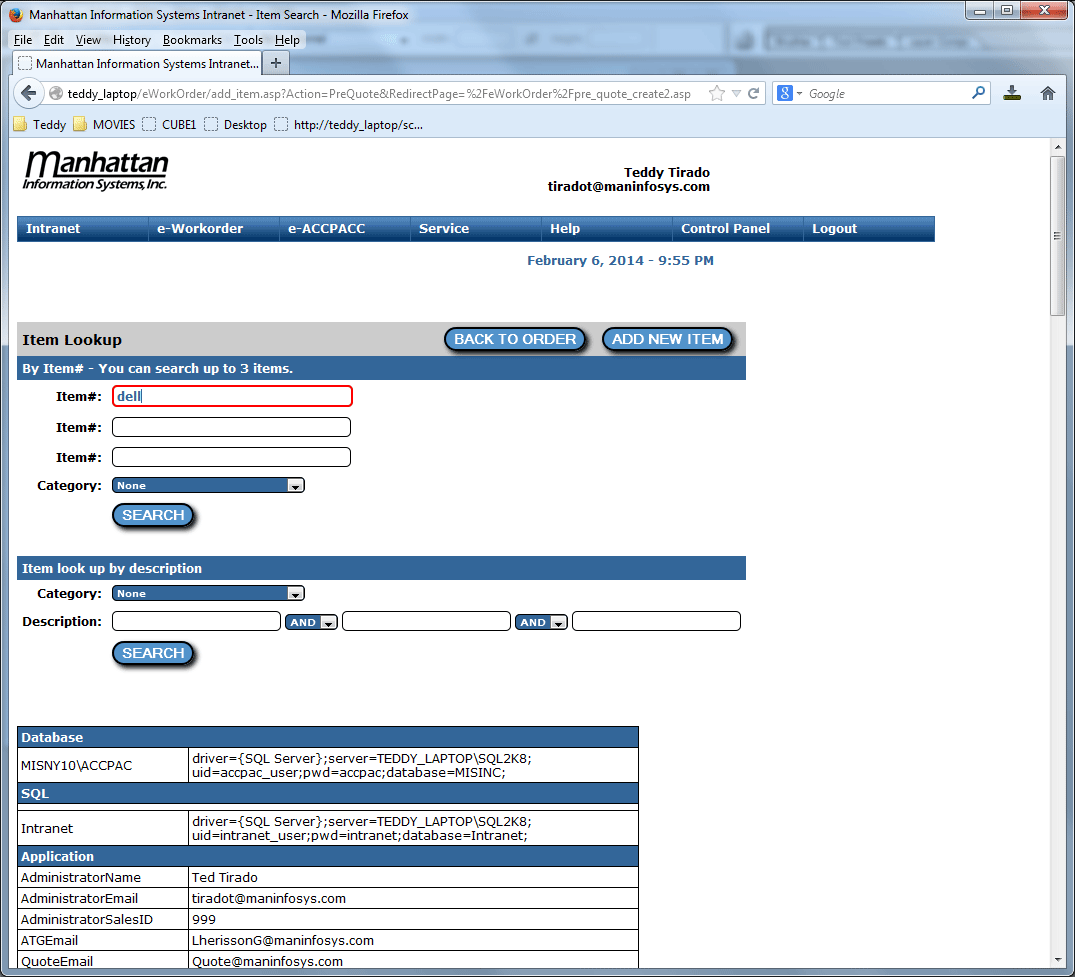 Manhattan Information Systems Intranet - Item Search - Mozilla Firefox
File Edit View History Bookmarks Tools Help
Manhattan Information Systems Intranet... +
teddy_laptop/eWorkOrder/add_item.asp?Action=PreQuote&RedirectPage=%2FeWorkOrder%2Fpre_quote_create2.asp
8 Google
Teddy MOVIES CUBE1 Desktop http://teddy_laptop/sc...
Manhattan
Information Systems, Inc.
Teddy Tirado
tiradot@maninfosys.com
Intranet e-Workorder e-ACCPACC Service Help Control Panel Logout
February 6, 2014 - 9:55 PM
Item Lookup BACK TO ORDER ADD NEW ITEM
By Item# - You can search up to 3 items.
Item#: dell
Item#:
Item#:
Category: None
SEARCH
Item look up by description
Category: None
Description: AND AND
SEARCH
Database
MISNY10\ACCPAC driver={SQL Server};server=TEDDY_LAPTOP\SQL2K8;
uid=accpac_user;pwd=accpac;database=MISINC;
SQL
Intranet driver={SQL Server};server=TEDDY_LAPTOP\SQL2K8;
uid=intranet_user;pwd=intranet;database=Intranet;
Application
AdministratorName Ted Tirado
AdministratorEmail tiradot@maninfosys.com
AdministratorSalesID 999
ATGEmail LherissonG@maninfosys.com
QuoteEmail Quote@maninfosys.com